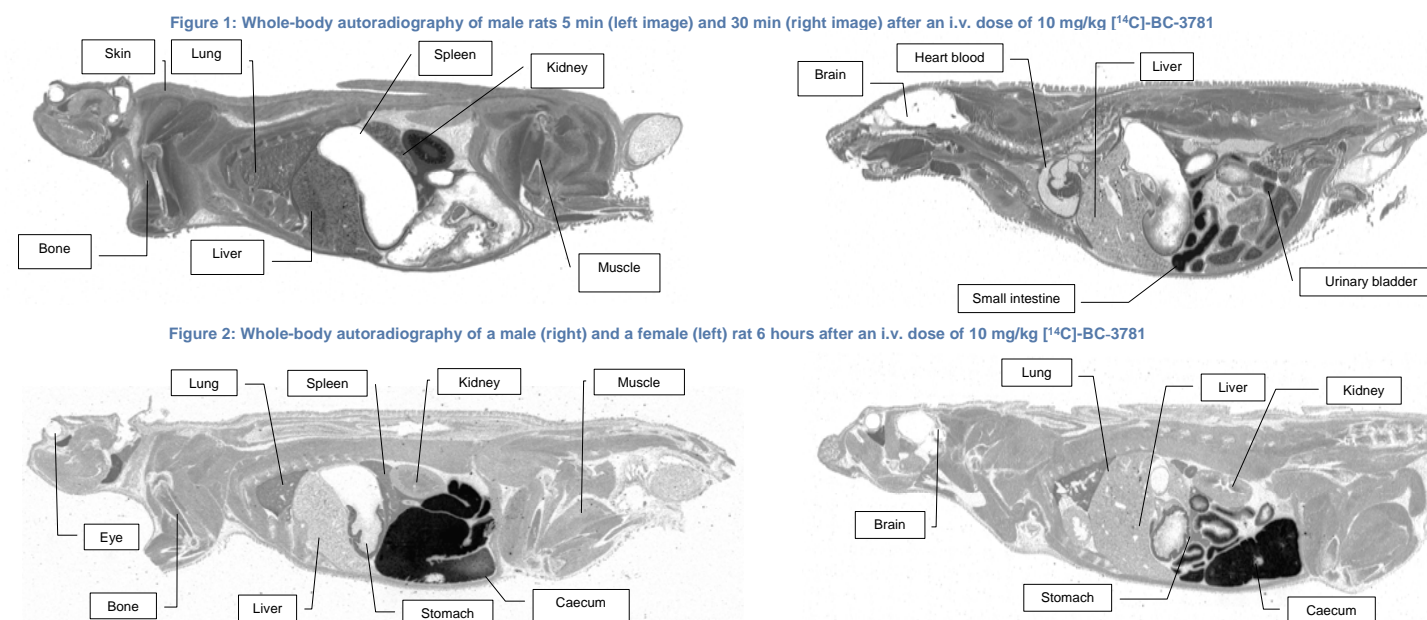 Figure 1: Whole-body autoradiography of male rats 5 min (left image) and 30 min (right image) after an i.v. dose of 10 mg/kg [¹⁴C]-BC-3781
Skin
Lung
Spleen
Kidney
Bone
Liver
Muscle
Brain
Heart blood
Liver
Small intestine
Urinary bladder
Figure 2: Whole-body autoradiography of a male (right) and a female (left) rat 6 hours after an i.v. dose of 10 mg/kg [¹⁴C]-BC-3781
Lung
Spleen
Kidney
Muscle
Eye
Bone
Liver
Stomach
Caecum
Lung
Liver
Kidney
Brain
Stomach
Caecum